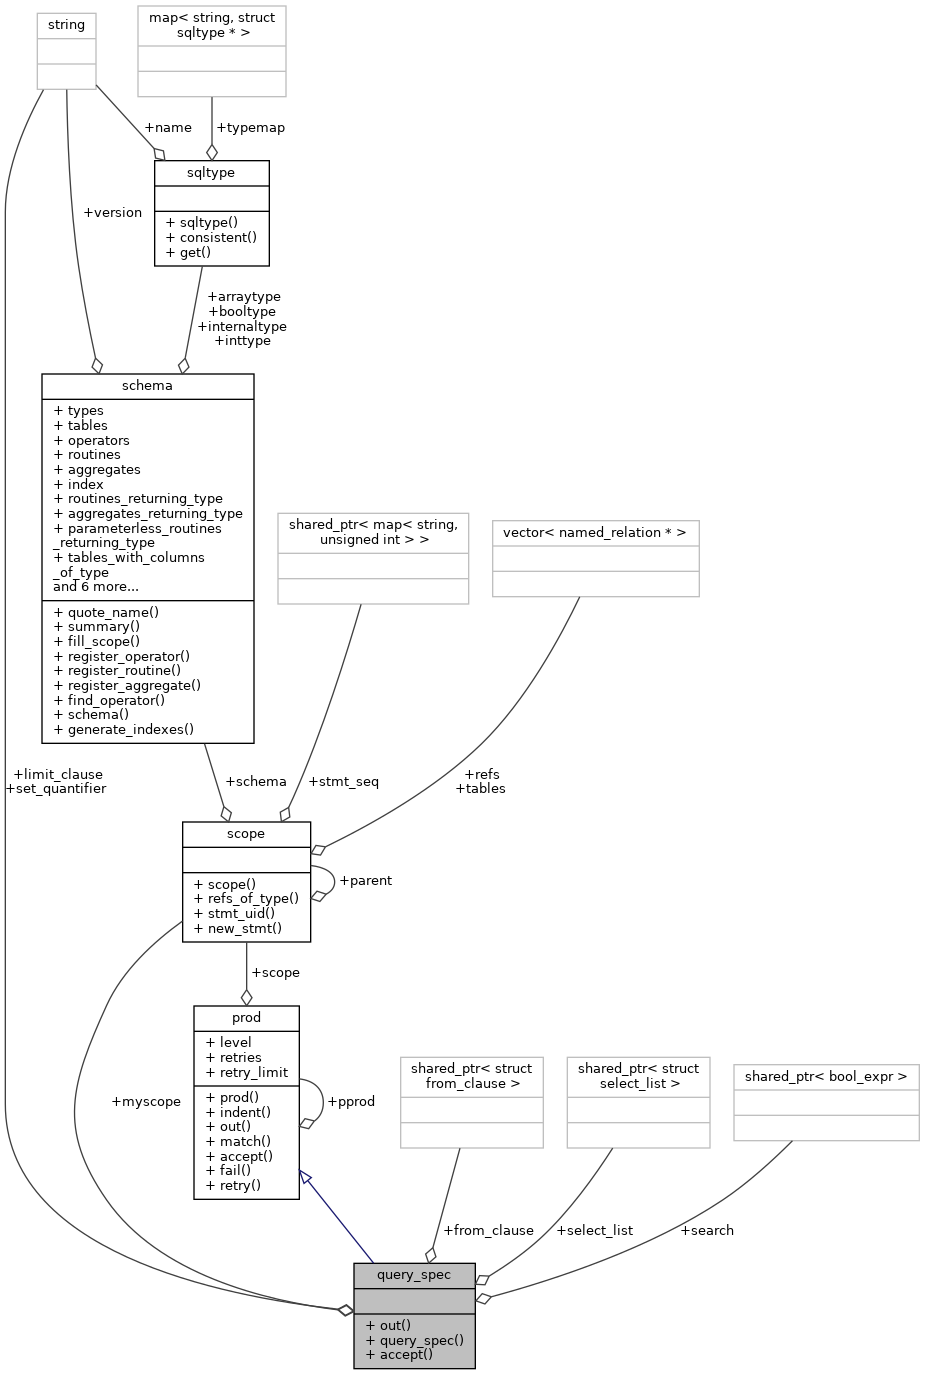 string
map< string, struct
sqltype * >
+name
+typemap
sqltype
+ sqltype()
+ consistent()
+ get()
+version
+arraytype
+booltype
+internaltype
+inttype
schema
+ types
+ tables
+ operators
+ routines
+ aggregates
+ index
+ routines_returning_type
+ aggregates_returning_type
+ parameterless_routines
_returning_type
+ tables_with_columns
_of_type
and 6 more...
+ quote_name()
+ summary()
+ fill_scope()
+ register_operator()
+ register_routine()
+ register_aggregate()
+ find_operator()
+ schema()
+ generate_indexes()
shared_ptr< map< string,
unsigned int > >
vector< named_relation * >
+limit_clause
+set_quantifier
+schema
+stmt_seq
+refs
+tables
scope
+ scope()
+ refs_of_type()
+ stmt_uid()
+ new_stmt()
+parent
+scope
prod
+ level
+ retries
+ retry_limit
+ prod()
+ indent()
+ out()
+ match()
+ accept()
+ fail()
+ retry()
+pprod
+myscope
shared_ptr< struct
from_clause >
shared_ptr< struct
select_list >
shared_ptr< bool_expr >
+from_clause
+select_list
+search
query_spec
+ out()
+ query_spec()
+ accept()